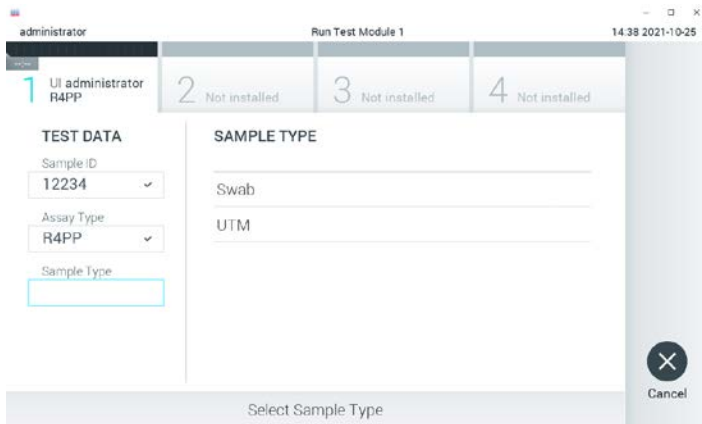 administrator
Run Test Module 1
14:38 2021-10-25
1
UI administrator
R4PP
2 Not installed
3 Not installed
4 Not installed
TEST DATA
Sample ID
12234
Assay Type
R4PP
Sample Type
SAMPLE TYPE
Swab
UTM
Cancel
Select Sample Type